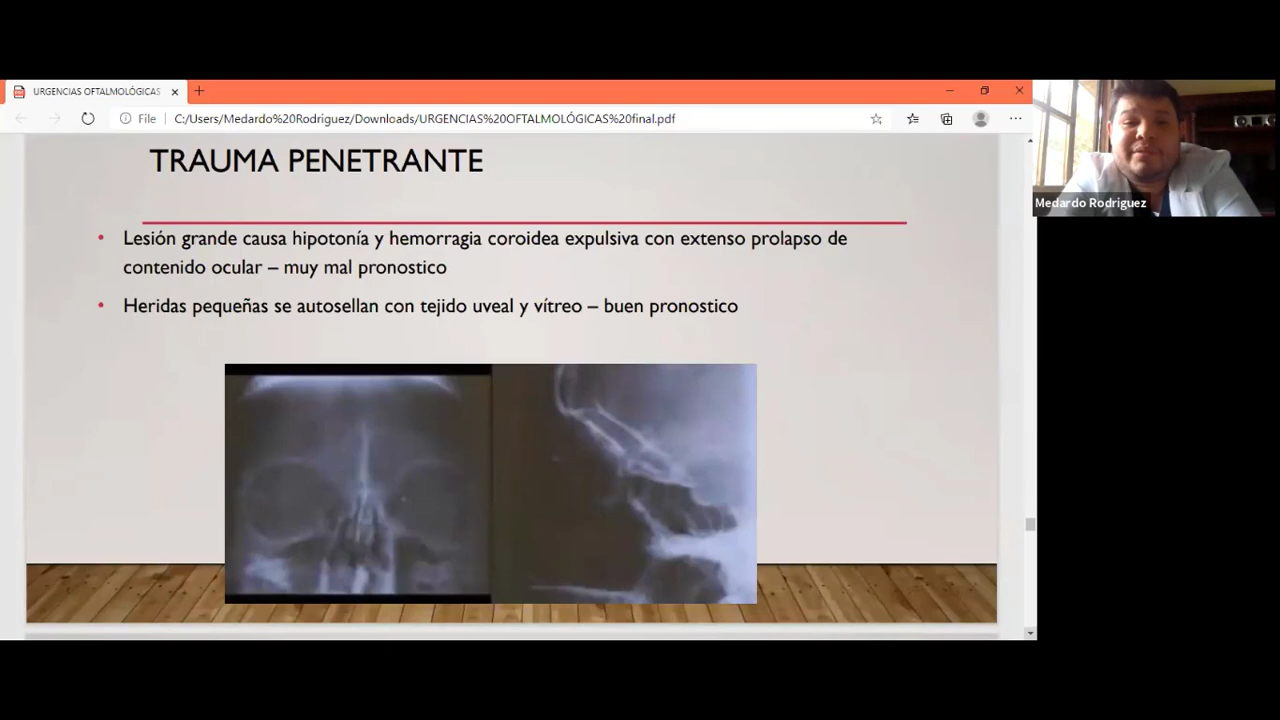 URGENCIAS OFTALMOLÓGICAS
File
C:/Users/Medardo%20Rodriguez/Downloads/URGENCIAS%20OFTALMOLÓGICAS%20final.pdf
TRAUMA PENETRANTE
• Lesión grande causa hipotonía y hemorragia coroidea expulsiva con extenso prolapso de
contenido ocular – muy mal pronostico
• Heridas pequeñas se autosellan con tejido uveal y vítreo – buen pronostico
Medardo Rodriguez